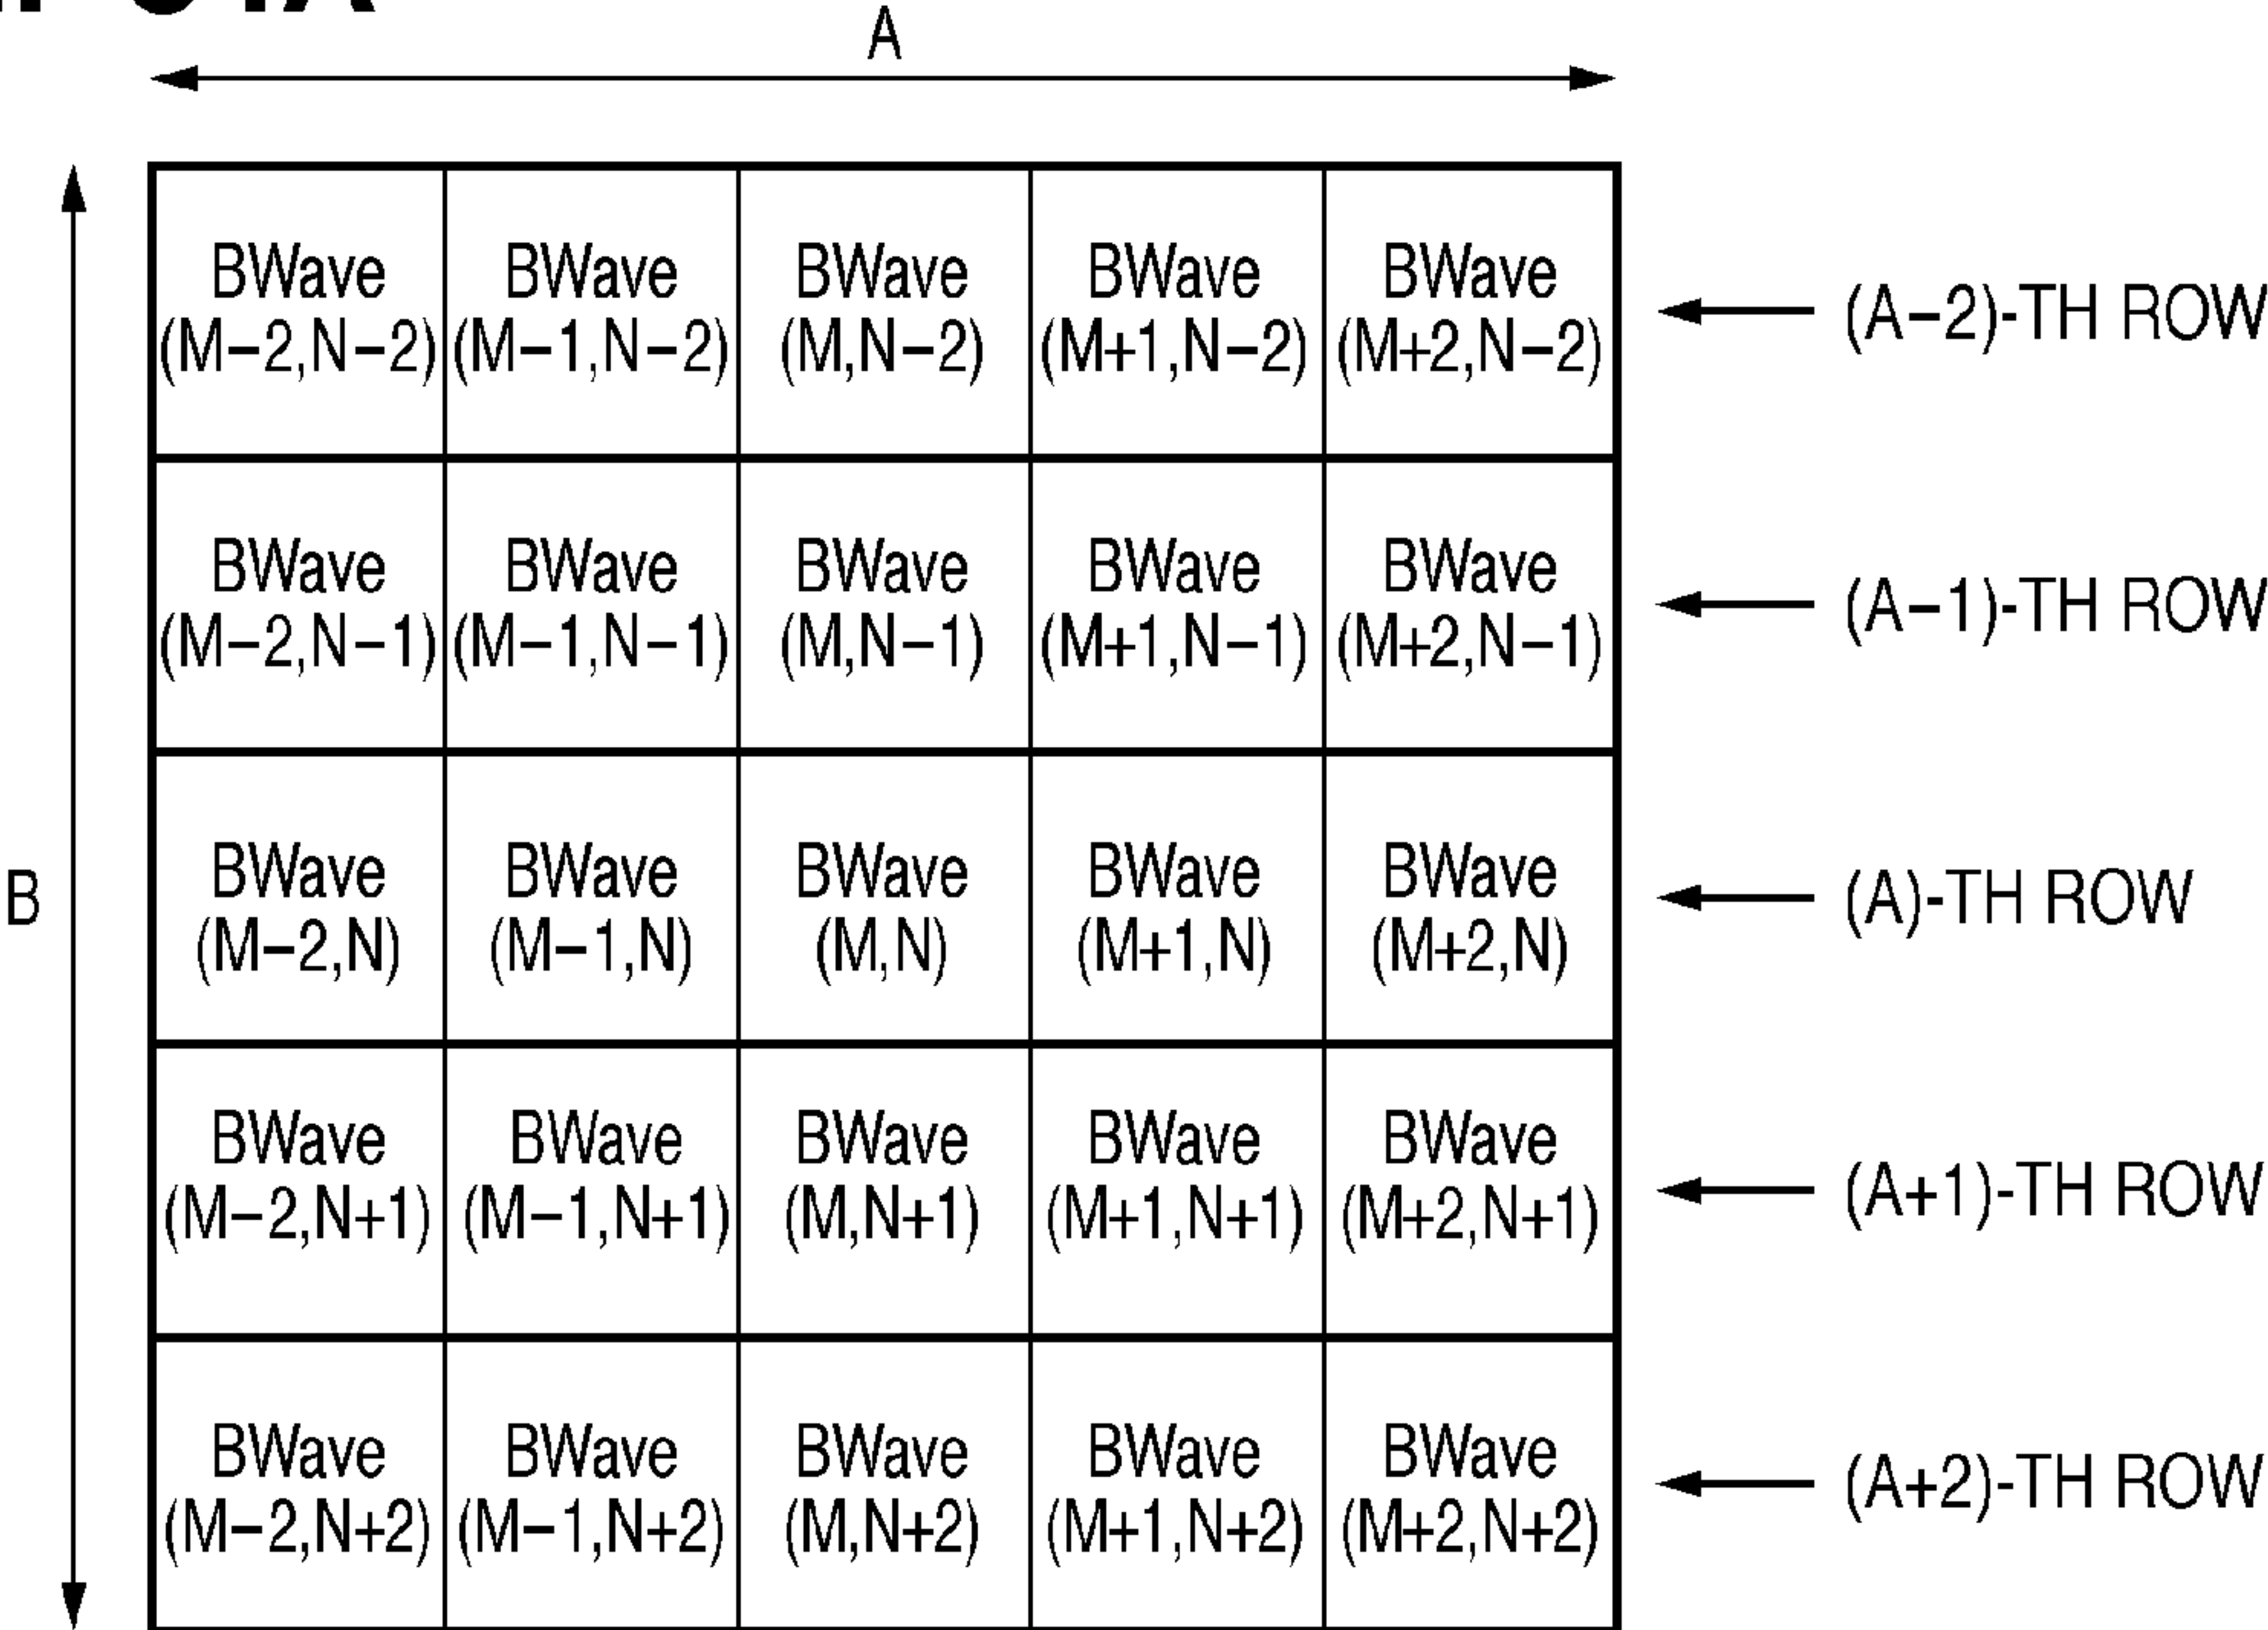 A
BWave BWave BWave BWave BWave
(M−2,N−2) (M−1,N−2) (M,N−2) (M+1,N−2) (M+2,N−2)
(A−2)-TH ROW
BWave BWave BWave BWave BWave
(M−2,N−1) (M−1,N−1) (M,N−1) (M+1,N−1) (M+2,N−1)
(A−1)-TH ROW
B
BWave BWave BWave BWave BWave
(M−2,N) (M−1,N) (M,N) (M+1,N) (M+2,N)
(A)-TH ROW
BWave BWave BWave BWave BWave
(M−2,N+1) (M−1,N+1) (M,N+1) (M+1,N+1) (M+2,N+1)
(A+1)-TH ROW
BWave BWave BWave BWave BWave
(M−2,N+2) (M−1,N+2) (M,N+2) (M+1,N+2) (M+2,N+2)
(A+2)-TH ROW